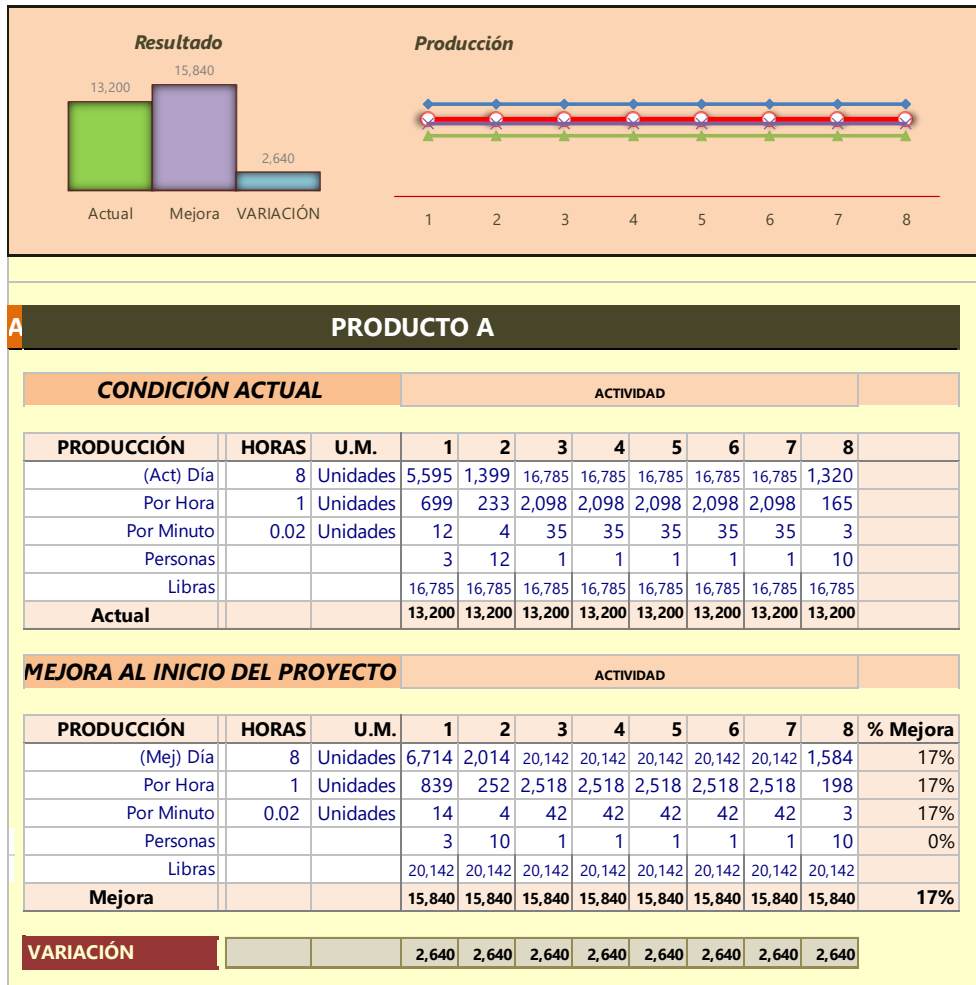 Resultado
15,840
13,200
2,640
Actual Mejora VARIACIÓN
Producción
1 2 3 4 5 6 7 8
A
PRODUCTO A
CONDICIÓN ACTUAL ACTIVIDAD
PRODUCCIÓN HORAS U.M. 1 2 3 4 5 6 7 8
(Act) Día 8 Unidades 5,595 1,399 16,785 16,785 16,785 16,785 16,785 1,320
Por Hora 1 Unidades 699 233 2,098 2,098 2,098 2,098 2,098 165
Por Minuto 0.02 Unidades 12 4 35 35 35 35 35 3
Personas 3 12 1 1 1 1 1 10
Libras 16,785 16,785 16,785 16,785 16,785 16,785 16,785 16,785
Actual 13,200 13,200 13,200 13,200 13,200 13,200 13,200 13,200
MEJORA AL INICIO DEL PROYECTO ACTIVIDAD
PRODUCCIÓN HORAS U.M. 1 2 3 4 5 6 7 8 % Mejora
(Mej) Día 8 Unidades 6,714 2,014 20,142 20,142 20,142 20,142 20,142 1,584 17%
Por Hora 1 Unidades 839 252 2,518 2,518 2,518 2,518 2,518 198 17%
Por Minuto 0.02 Unidades 14 4 42 42 42 42 42 3 17%
Personas 3 10 1 1 1 1 1 10 0%
Libras 20,142 20,142 20,142 20,142 20,142 20,142 20,142 20,142
Mejora 15,840 15,840 15,840 15,840 15,840 15,840 15,840 15,840 17%
VARIACIÓN 2,640 2,640 2,640 2,640 2,640 2,640 2,640 2,640